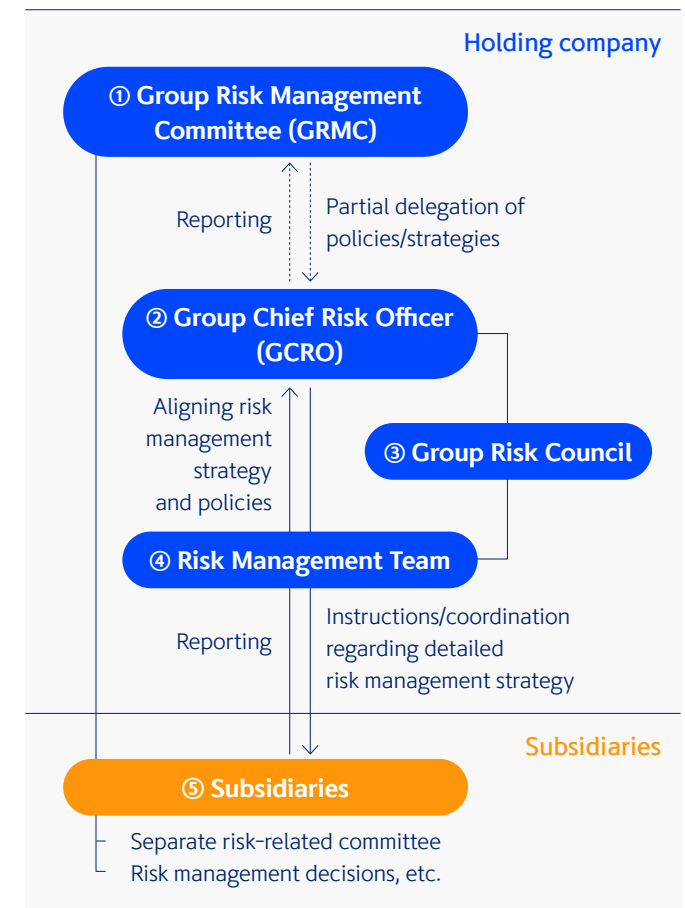 Holding company
① Group Risk Management
Committee (GRMC)
Reporting
Partial delegation of
policies/strategies
② Group Chief Risk Officer
(GCRO)
Aligning risk
management
strategy
and policies
③ Group Risk Council
④ Risk Management Team
Reporting
Instructions/coordination
regarding detailed
risk management strategy
Subsidiaries
⑤ Subsidiaries
Separate risk-related committee
Risk management decisions, etc.